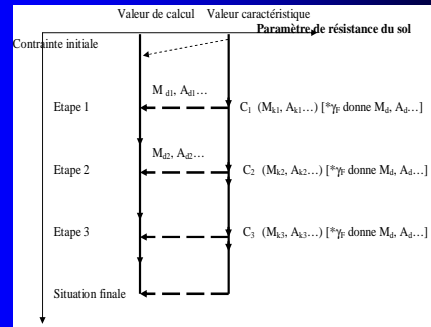 Valeur de calcul Valeur caractéristique
Paramètre de résistance du sol
Contrainte initiale
M d1, Ad1…
Etape 1 C1 (Mk1, Ak1…) [*γF donne Md, Ad…]
Md2, Ad2…
Etape 2 C2 (Mk2, Ak2…) [*γF donne Md, Ad…]
Etape 3 C3 (Mk3, Ak3…) [*γF donne Md, Ad…]
Situation finale